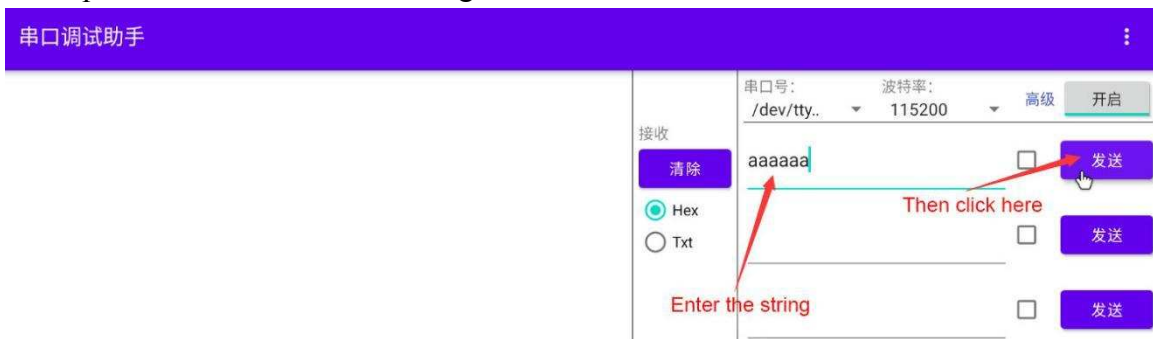 串口调试助手
串口号:
波特率:
/dev/tty..
115200
高级
开启
接收
清除
aaaaaa
发送
Then click here
Hex
Txt
发送
Enter the string
发送